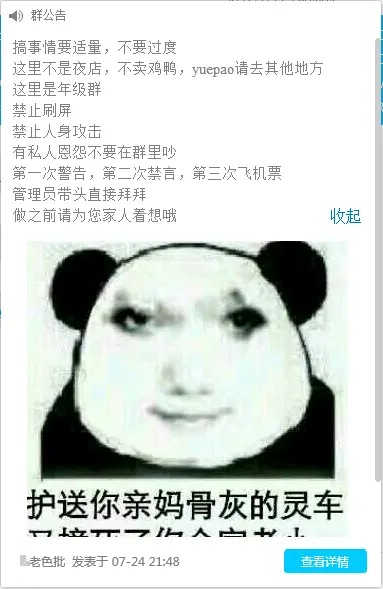 群公告
搞事情要适量，不要过度
这里不是夜店，不卖鸡鸭，yuepao请去其他地方
这里是年级群
禁止刷屏
禁止人身攻击
有私人恩怨不要在群里吵
第一次警告，第二次禁言，第三次飞机票
管理员带头直接拜拜
做之前请为您家人着想哦
收起
护送你亲妈骨灰的灵车
老色批 发表于 07-24 21:48
查看详情